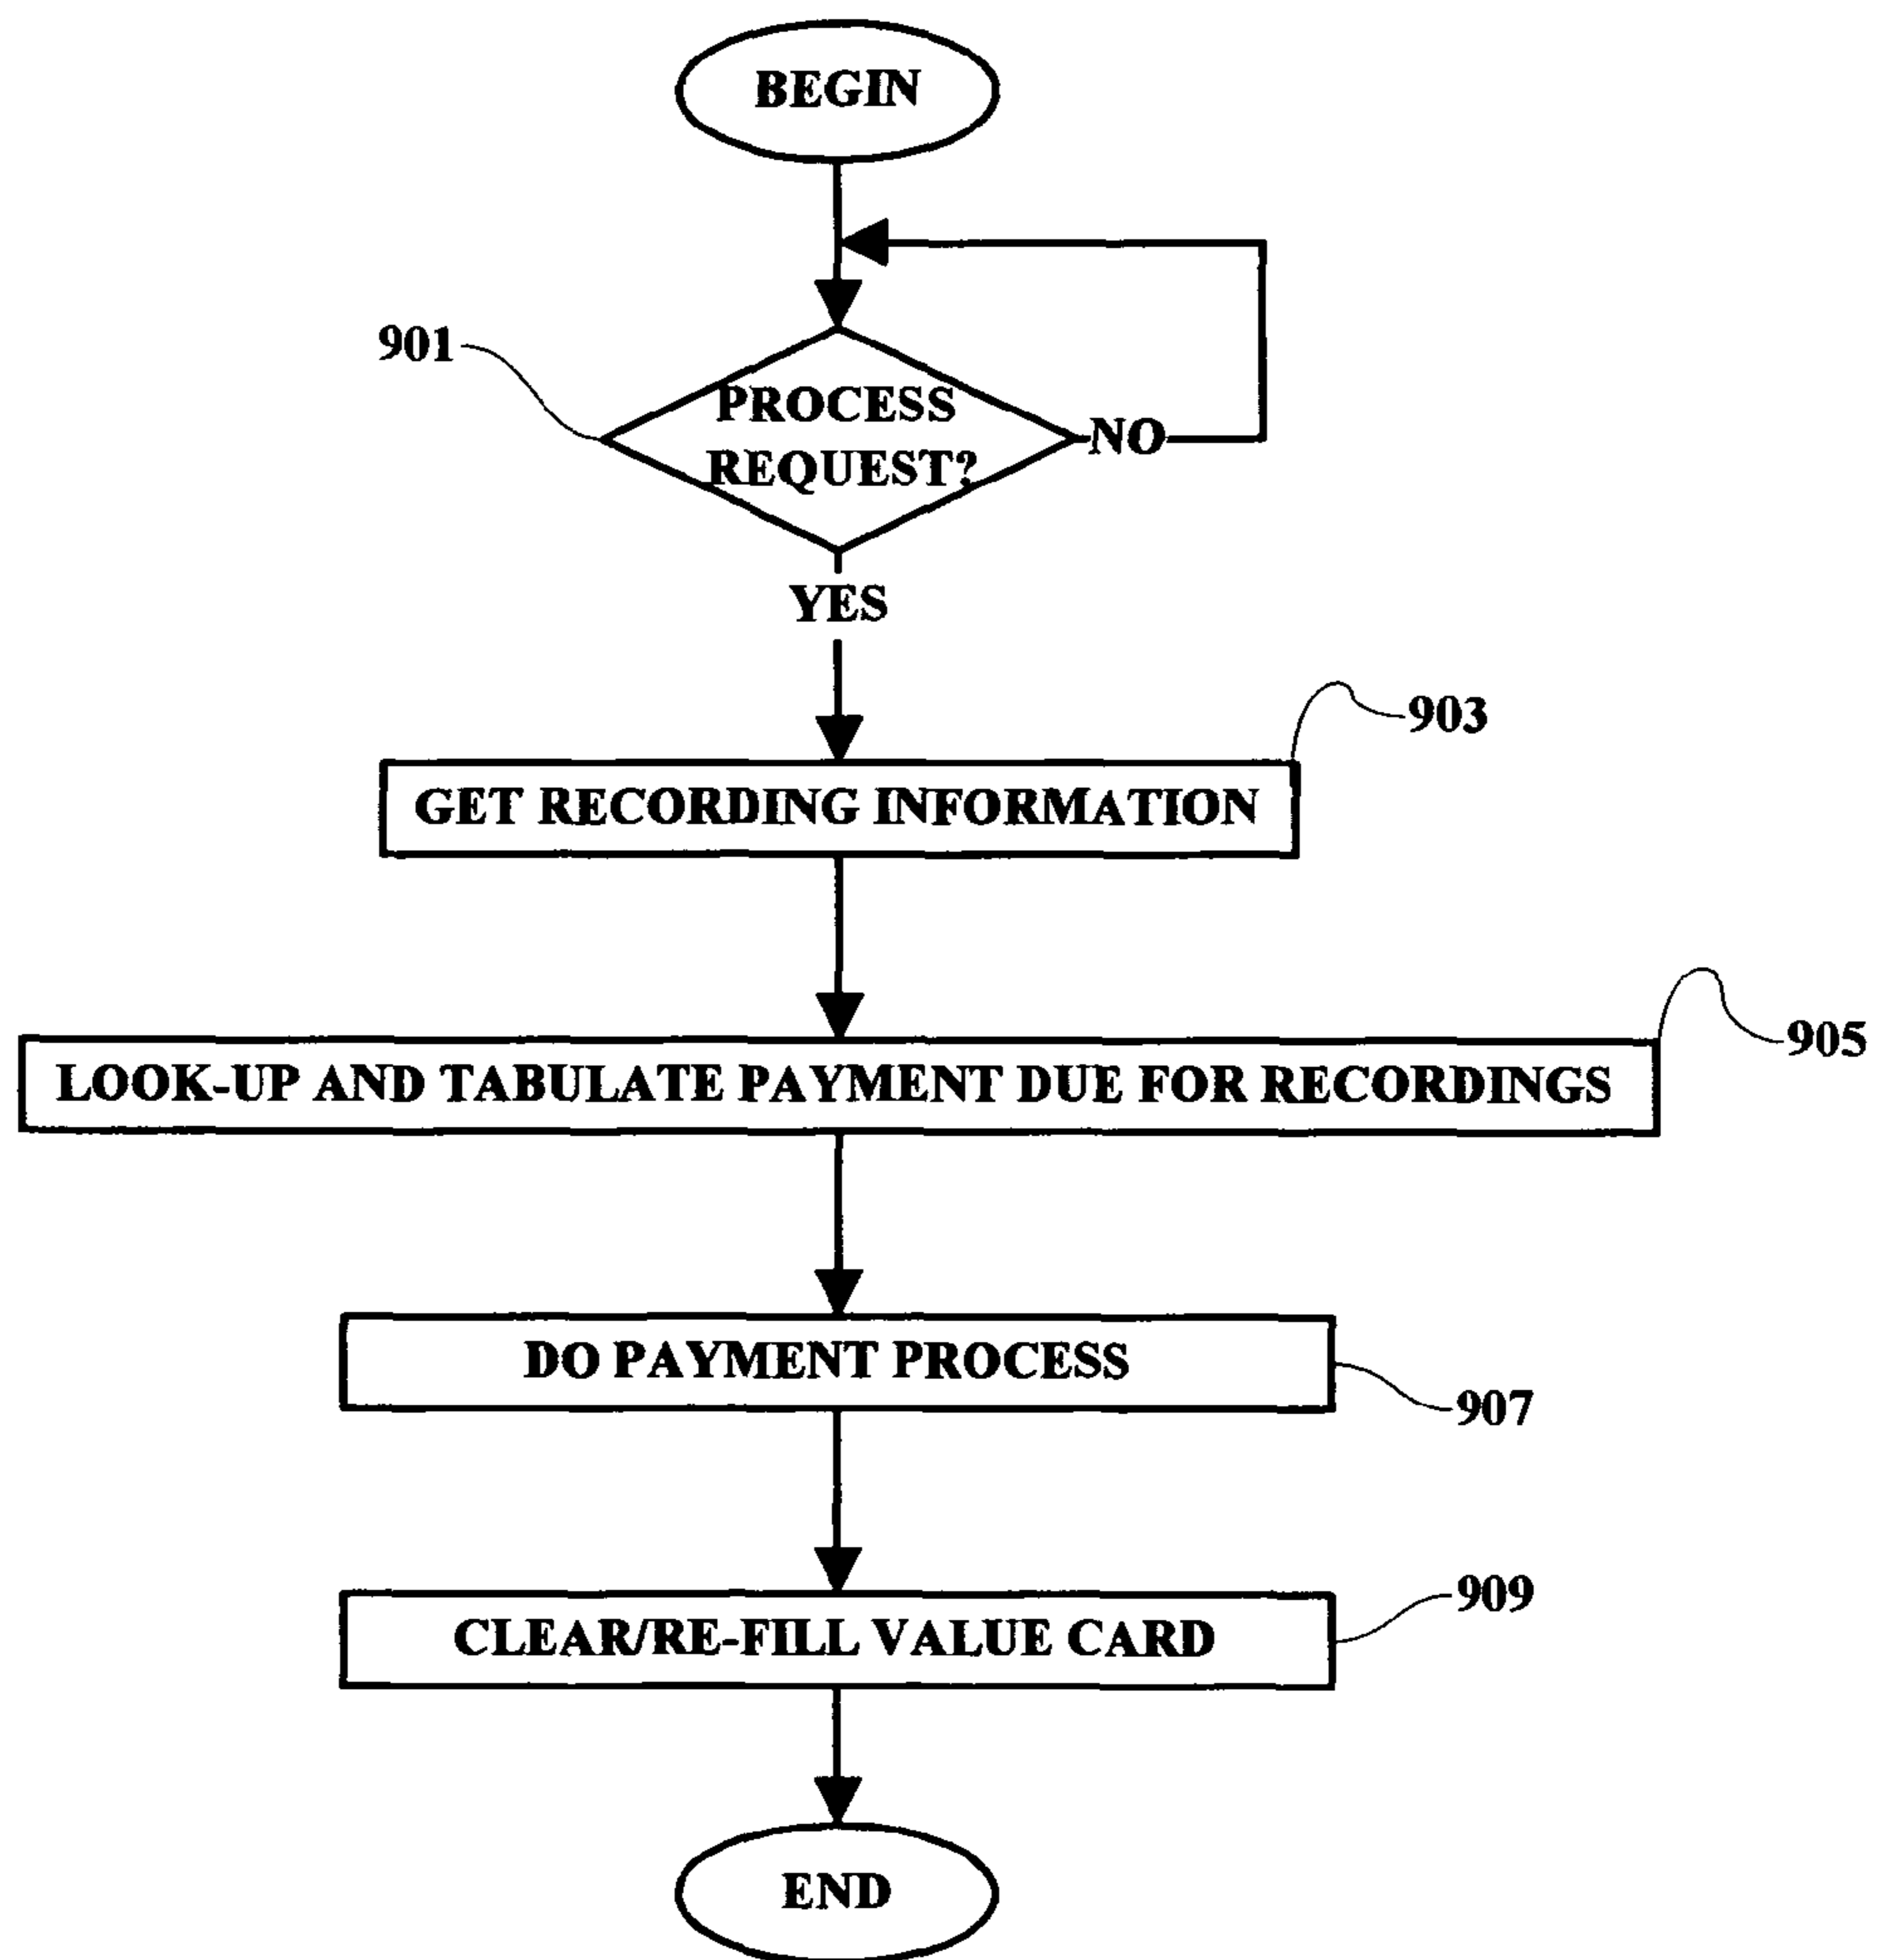 BEGIN
901
PROCESS
REQUEST?
NO
YES
903
GET RECORDING INFORMATION
905
LOOK-UP AND TABULATE PAYMENT DUE FOR RECORDINGS
DO PAYMENT PROCESS
907
909
CLEAR/RE-FILL VALUE CARD
END